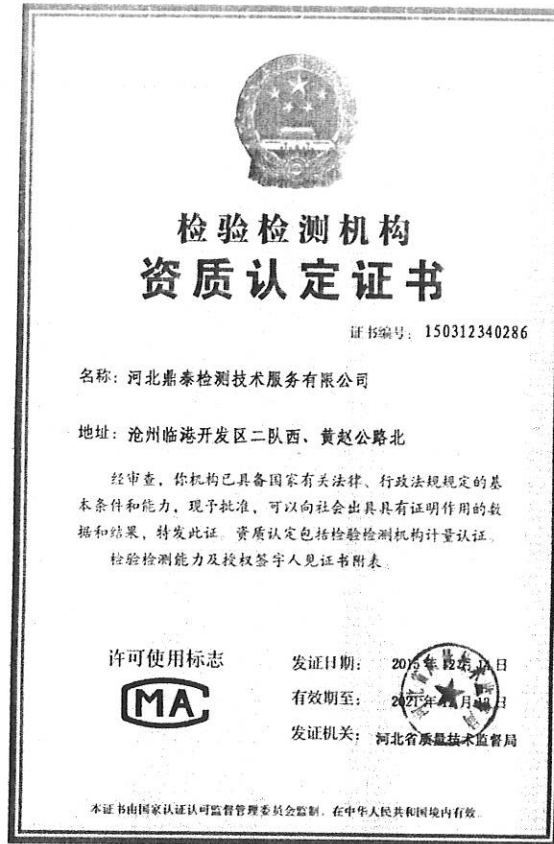 检验检测机构
资质认定证书
证书编号：150312340286
名称：河北鼎泰检测技术服务有限公司
地址：沧州临港开发区二队西、黄赵公路北
经审查，你机构已具备国家有关法律、行政法规规定的基
本条件和能力，现予批准，可以向社会出具具有证明作用的数
据和结果，特发此证。资质认定包括检验检测机构计量认证。
检验检测能力及授权签字人见证书附表
许可使用标志
MA
发证日期：2015年12月14日
有效期至：2021年 月 日
发证机关：河北省质量技术监督局
本证书由国家认证认可监督管理委员会监制，在中华人民共和国境内有效